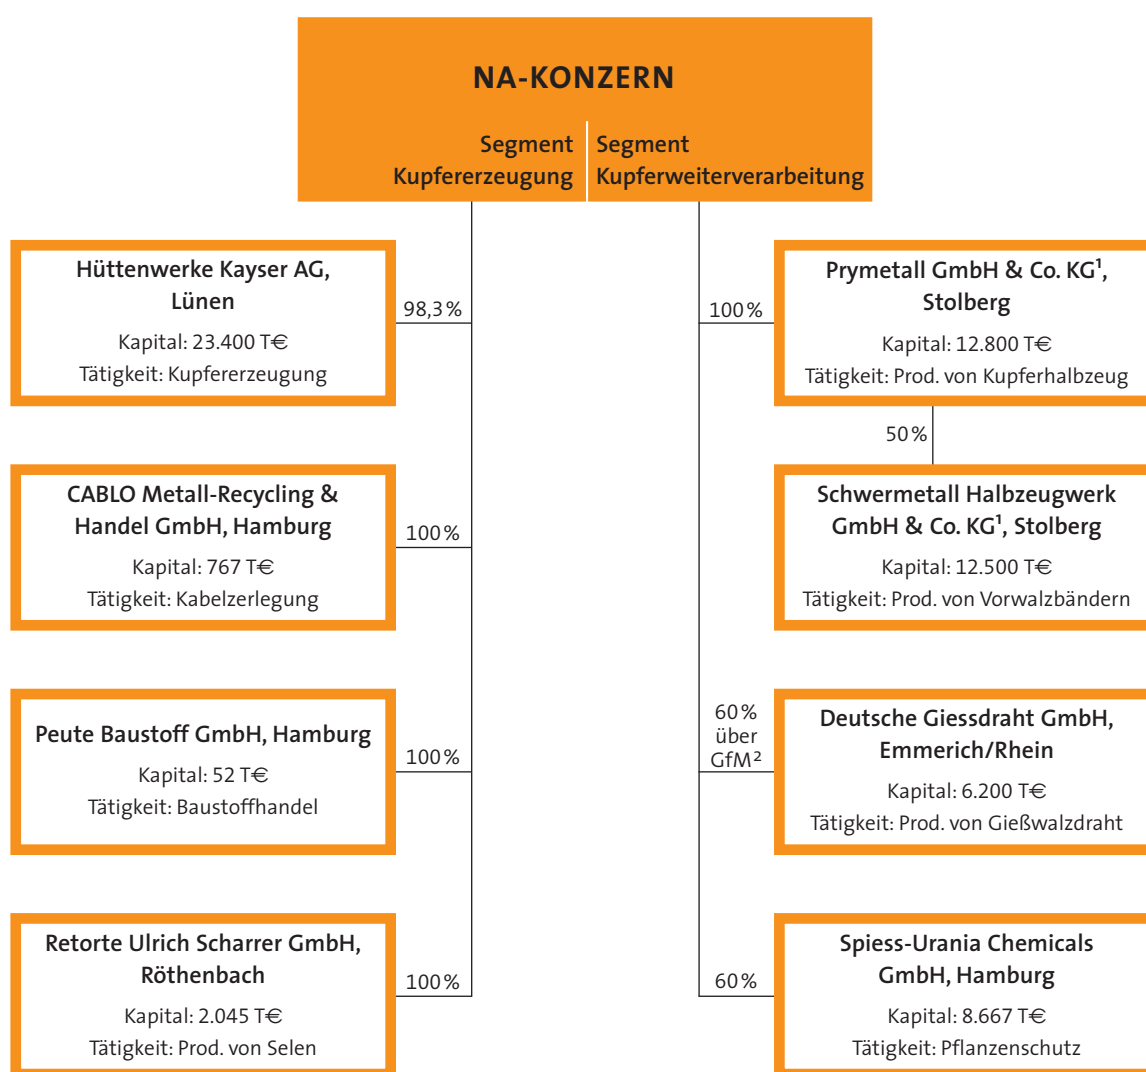 NA-KONZERN
Segment
Kupfererzeugung
Segment
Kupferweiterverarbeitung
Hüttenwerke Kayser AG,
Lünen
Kapital: 23.400 T€
Tätigkeit: Kupfererzeugung
98,3%
CABLO Metall-Recycling &
Handel GmbH, Hamburg
Kapital: 767 T€
Tätigkeit: Kabelzerlegung
100%
Peute Baustoff GmbH, Hamburg
Kapital: 52 T€
Tätigkeit: Baustoffhandel
100%
Retorte Ulrich Scharrer GmbH,
Röthenbach
Kapital: 2.045 T€
Tätigkeit: Prod. von Selen
100%
100%
Prymetall GmbH & Co. KG¹,
Stolberg
Kapital: 12.800 T€
Tätigkeit: Prod. von Kupferhalbzeug
50%
Schwermetall Halbzeugwerk
GmbH & Co. KG¹, Stolberg
Kapital: 12.500 T€
Tätigkeit: Prod. von Vorwalzbändern
60%
über
GfM²
Deutsche Giessdraht GmbH,
Emmerich/Rhein
Kapital: 6.200 T€
Tätigkeit: Prod. von Gießwalzdraht
60%
Spiess-Urania Chemicals
GmbH, Hamburg
Kapital: 8.667 T€
Tätigkeit: Pflanzenschutz